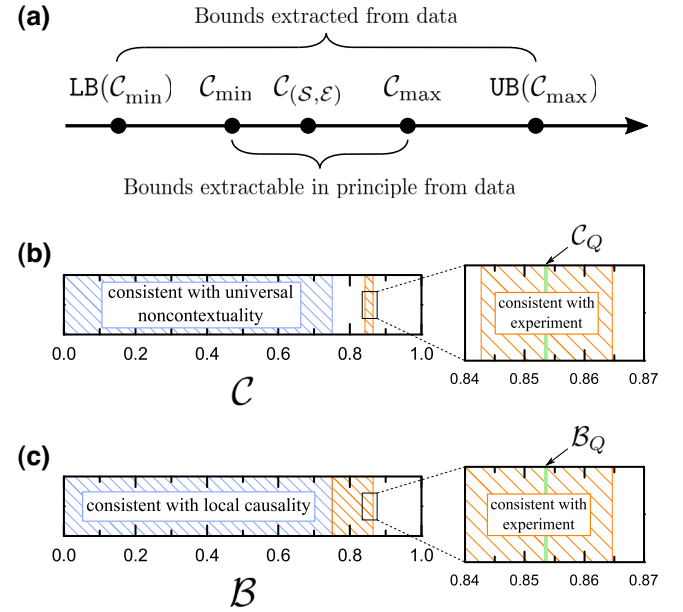 (a)
Bounds extracted from data
LB(𝒞min) 𝒞min 𝒞(𝒮,ℰ) 𝒞max UB(𝒞max)
Bounds extractable in principle from data
(b)
𝒞Q
consistent with universal
noncontextuality
consistent with
experiment
0.0 0.2 0.4 0.6 0.8 1.0
0.84 0.85 0.86 0.87
𝒞
(c)
ℬQ
consistent with local causality
consistent with
experiment
0.0 0.2 0.4 0.6 0.8 1.0
0.84 0.85 0.86 0.87
ℬ